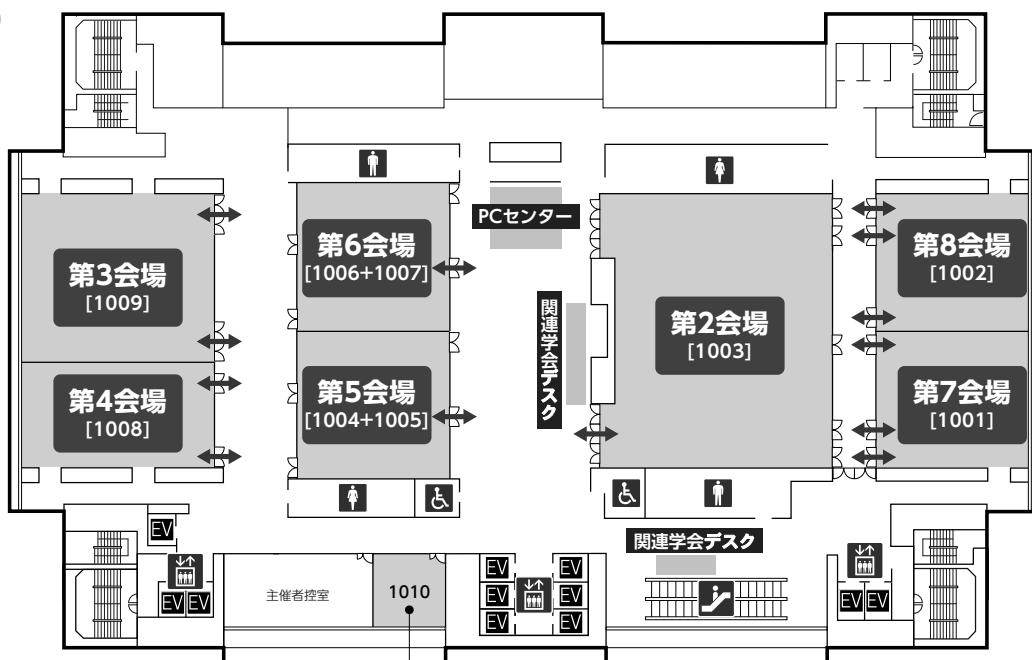 PCセンター
第6会場
[1006+1007]
第8会場
[1002]
第3会場
[1009]
関連学会デスク
第2会場
[1003]
第5会場
[1004+1005]
第4会場
[1008]
第7会場
[1001]
EV
関連学会デスク
EV
EV
EV
EV
主催者控室
1010
EV
EV
EV
EV
EV
EV
EV